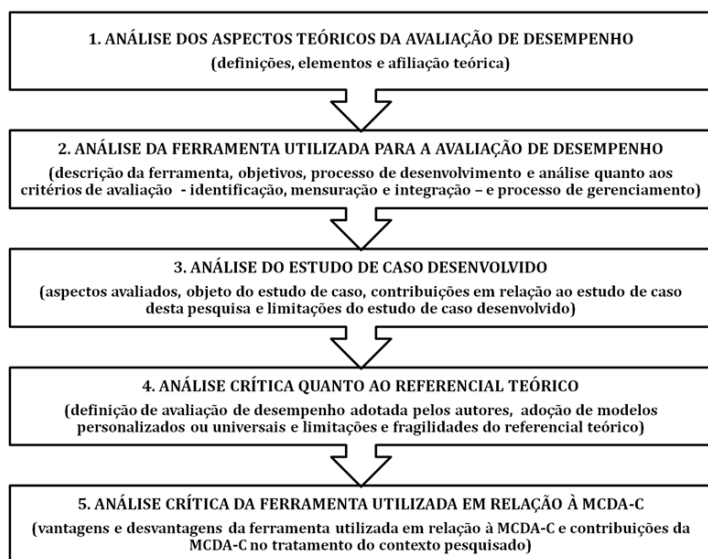 1. ANÁLISE DOS ASPECTOS TEÓRICOS DA AVALIAÇÃO DE DESEMPENHO
(definições, elementos e afiliação teórica)
2. ANÁLISE DA FERRAMENTA UTILIZADA PARA A AVALIAÇÃO DE DESEMPENHO
(descrição da ferramenta, objetivos, processo de desenvolvimento e análise quanto aos
critérios de avaliação - identificação, mensuração e integração – e processo de gerenciamento)
3. ANÁLISE DO ESTUDO DE CASO DESENVOLVIDO
(aspectos avaliados, objeto do estudo de caso, contribuições em relação ao estudo de caso
desta pesquisa e limitações do estudo de caso desenvolvido)
4. ANÁLISE CRÍTICA QUANTO AO REFERENCIAL TEÓRICO
(definição de avaliação de desempenho adotada pelos autores, adoção de modelos
personalizados ou universais e limitações e fragilidades do referencial teórico)
5. ANÁLISE CRÍTICA DA FERRAMENTA UTILIZADA EM RELAÇÃO À MCDA-C
(vantagens e desvantagens da ferramenta utilizada em relação à MCDA-C e contribuições da
MCDA-C no tratamento do contexto pesquisado)